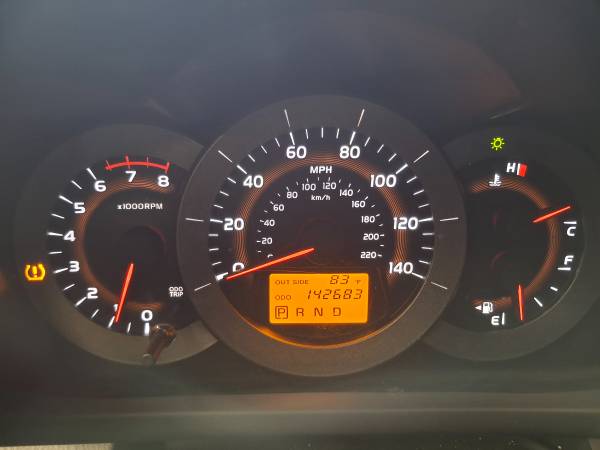 60 80
MPH
40 100
80 100 120 140
60 km/h 160
40 180
20 120
20 200
0 220
0 140
OUT SIDE 83 °F
ODO 142683
P R N D
6 7 8
5 x1000RPM
4
3
2
1 0
ODO
TRIP
H
C
F
E